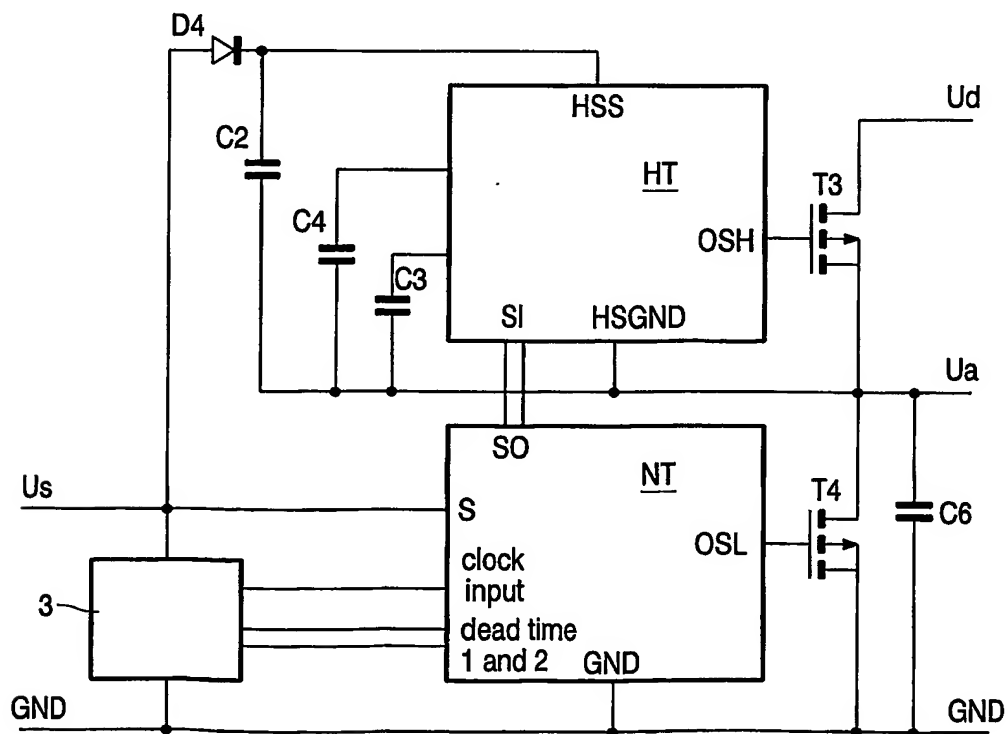 D4
HSS
Ud
C2
HT
T3
C4
OSH
C3
SI
HSGND
Ua
SO
NT
Us
S
T4
C6
OSL
clock
input
3
dead time
1 and 2
GND
GND
GND